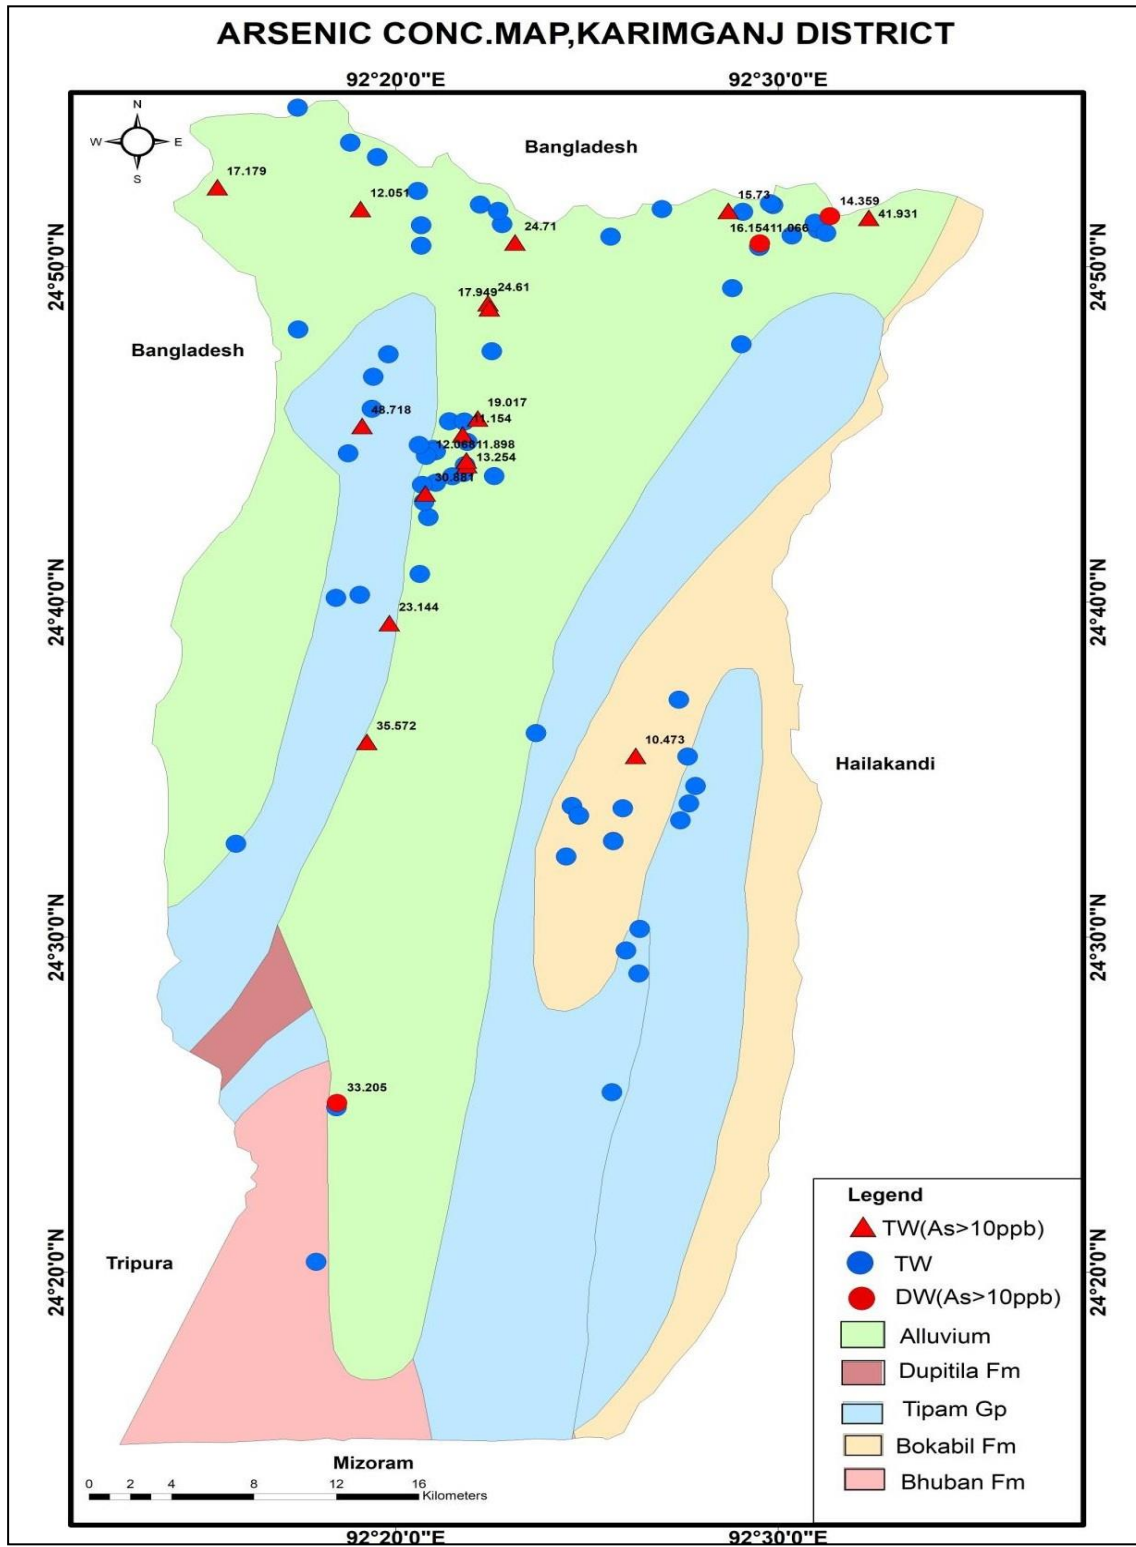 ARSENIC CONC.MAP,KARIMGANJ DISTRICT
92°20'0"E 92°30'0"E
N
W E
S
Bangladesh
17.179
12.051
15.73
14.359
41.931
24.71
16.154 11.066
24°50'0"N 24°50'0"N
17.949 24.61
Bangladesh
48.718
19.017
11.154
12.068 11.898
13.254
30.881
24°40'0"N 24°40'0"N
23.144
35.572
10.473
Hailakandi
24°30'0"N 24°30'0"N
33.205
Tripura
24°20'0"N 24°20'0"N
Legend
TW(As>10ppb)
TW
DW(As>10ppb)
Alluvium
Dupitila Fm
Tipam Gp
Bokabil Fm
Bhuban Fm
Mizoram
0 2 4 8 12 16
Kilometers
92°20'0"E 92°30'0"E